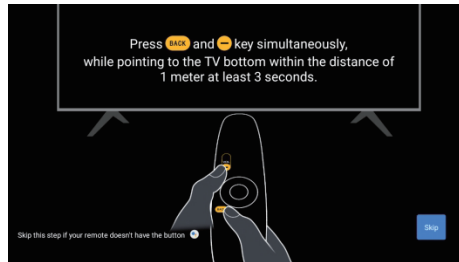 Press BACK and − key simultaneously,
while pointing to the TV bottom within the distance of
1 meter at least 3 seconds.
BACK
Skip this step if your remote doesn't have the button
Skip